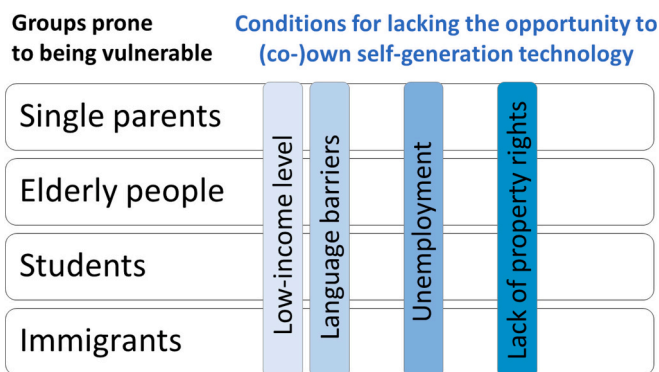 Groups prone
to being vulnerable
Conditions for lacking the opportunity to
(co-)own self-generation technology
Single parents
Elderly people
Students
Immigrants
Low-income level
Language barriers
Unemployment
Lack of property rights